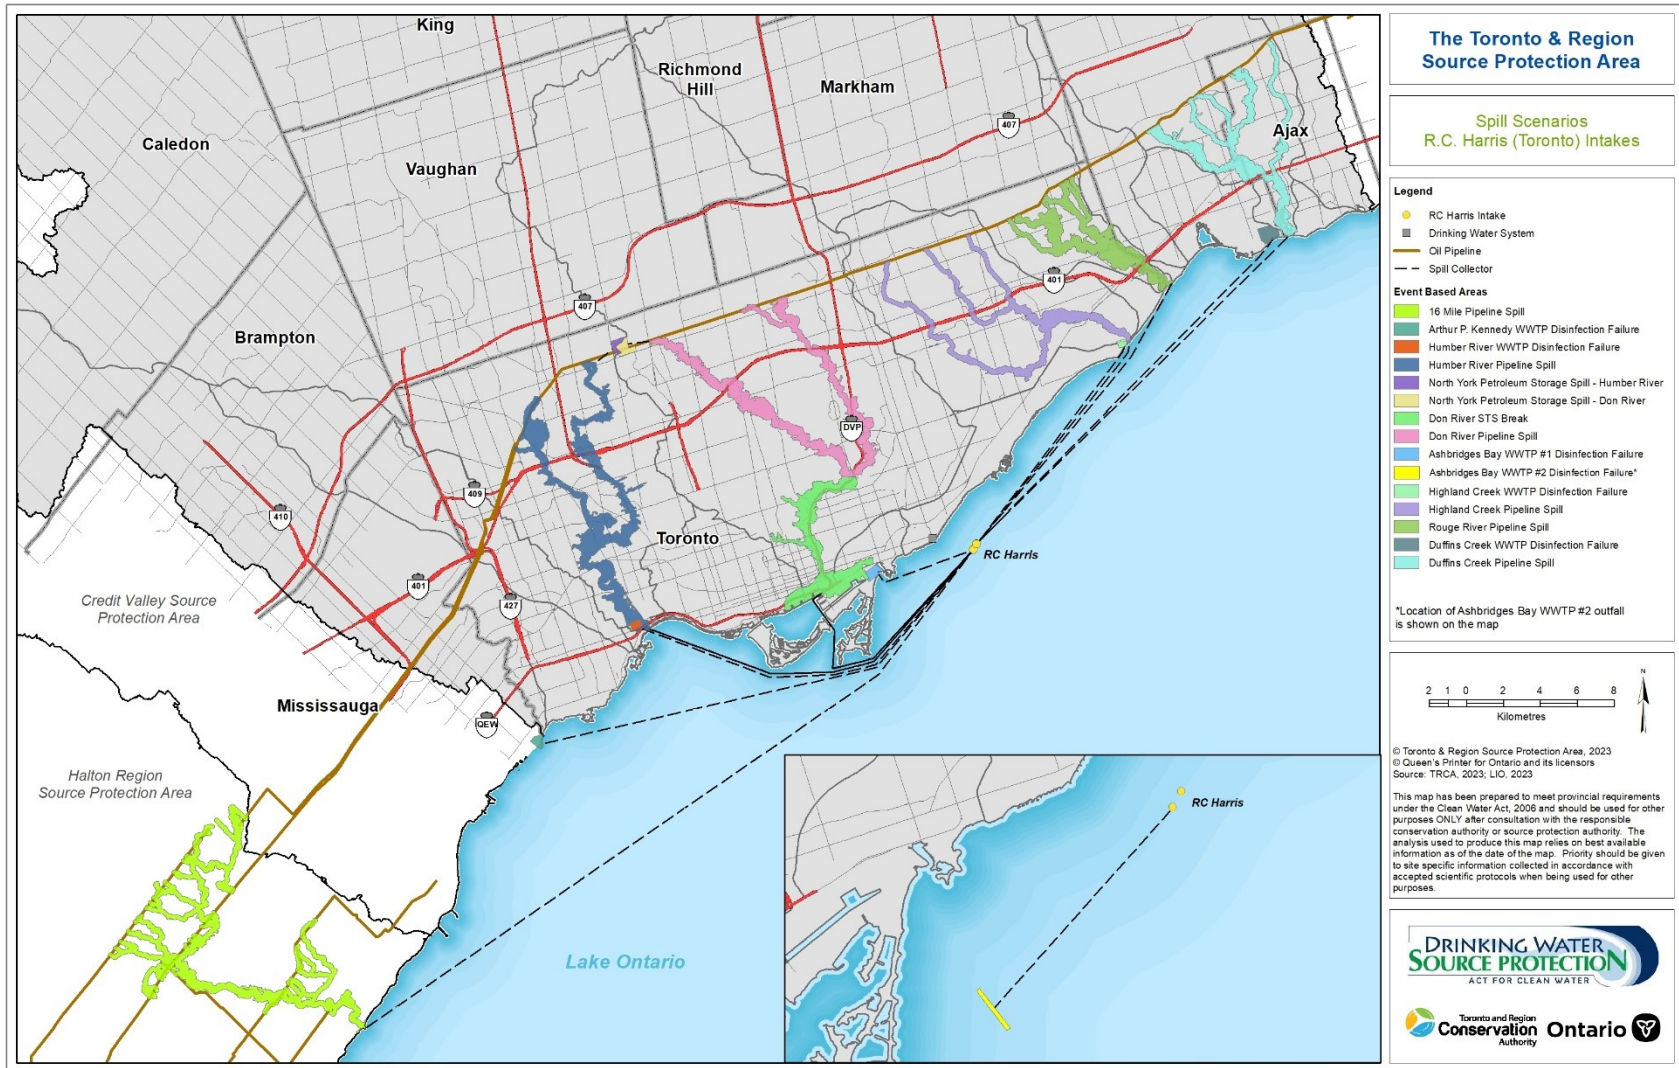 King
Richmond
Hill
Markham
Caledon
Vaughan
Ajax
407
401
407
Brampton
DVP
409
410
Toronto
RC Harris
401
427
Credit Valley Source
Protection Area
Mississauga
QEW
Halton Region
Source Protection Area
Lake Ontario
RC Harris
The Toronto & Region
Source Protection Area
Spill Scenarios
R.C. Harris (Toronto) Intakes
Legend
RC Harris Intake
Drinking Water System
Oil Pipeline
Spill Collector
Event Based Areas
16 Mile Pipeline Spill
Arthur P. Kennedy WWTP Disinfection Failure
Humber River WWTP Disinfection Failure
Humber River Pipeline Spill
North York Petroleum Storage Spill - Humber River
North York Petroleum Storage Spill - Don River
Don River STS Break
Don River Pipeline Spill
Ashbridges Bay WWTP #1 Disinfection Failure
Ashbridges Bay WWTP #2 Disinfection Failure*
Highland Creek WWTP Disinfection Failure
Highland Creek Pipeline Spill
Rouge River Pipeline Spill
Duffins Creek WWTP Disinfection Failure
Duffins Creek Pipeline Spill
*Location of Ashbridges Bay WWTP #2 outfall
is shown on the map
N
2 1 0 2 4 6 8
Kilometres
© Toronto & Region Source Protection Area, 2023
© Queen's Printer for Ontario and its licensors
Source: TRCA, 2023; LIO, 2023
This map has been prepared to meet provincial requirements
under the Clean Water Act, 2006 and should be used for other
purposes ONLY after consultation with the responsible
conservation authority or source protection authority. The
analysis used to produce this map relies on best available
information as of the date of the map. Priority should be given
to site specific information collected in accordance with
accepted scientific protocols when being used for other
purposes.
DRINKING WATER
SOURCE PROTECTION
ACT FOR CLEAN WATER
Toronto and Region
Conservation
Authority
Ontario